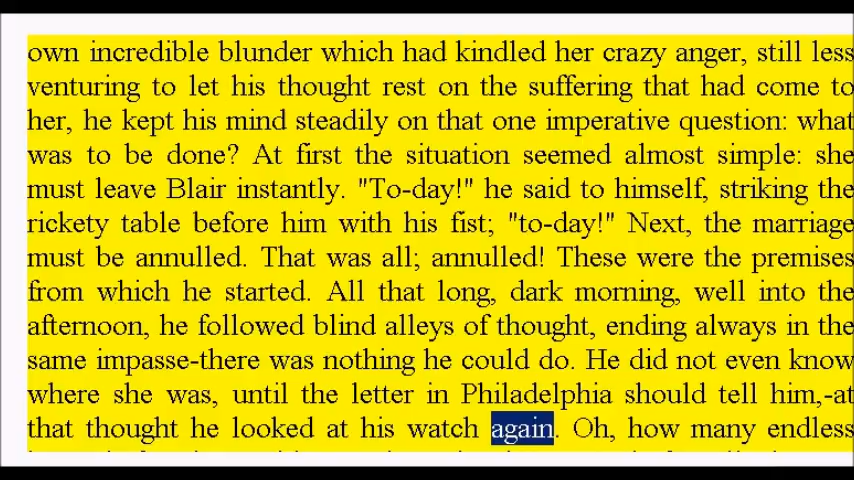 own incredible blunder which had kindled her crazy anger, still less
venturing to let his thought rest on the suffering that had come to
her, he kept his mind steadily on that one imperative question: what
was to be done? At first the situation seemed almost simple: she
must leave Blair instantly. "To-day!" he said to himself, striking the
rickety table before him with his fist; "to-day!" Next, the marriage
must be annulled. That was all; annulled! These were the premises
from which he started. All that long, dark morning, well into the
afternoon, he followed blind alleys of thought, ending always in the
same impasse-there was nothing he could do. He did not even know
where she was, until the letter in Philadelphia should tell him,-at
that thought he looked at his watch again. Oh, how many endless